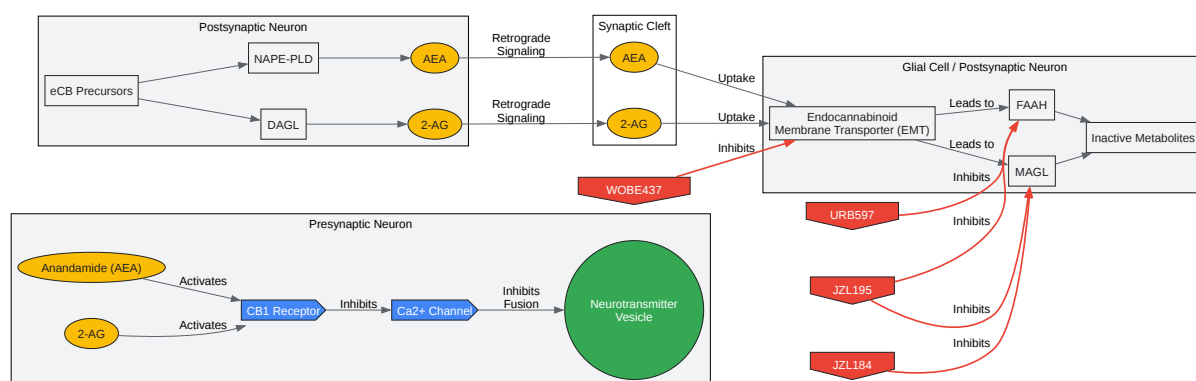 Postsynaptic Neuron
eCB Precursors
NAPE-PLD
DAGL
AEA
2-AG
Retrograde
Signaling
Retrograde
Signaling
Synaptic Cleft
AEA
2-AG
Uptake
Uptake
Inhibits
WOBE437
Glial Cell / Postsynaptic Neuron
Endocannabinoid
Membrane Transporter (EMT)
Leads to
Leads to
FAAH
MAGL
Inactive Metabolites
Inhibits
URB597
Inhibits
JZL195
Inhibits
Inhibits
JZL184
Presynaptic Neuron
Anandamide (AEA)
2-AG
Activates
Activates
CB1 Receptor
Inhibits
Ca2+ Channel
Inhibits
Fusion
Neurotransmitter
Vesicle